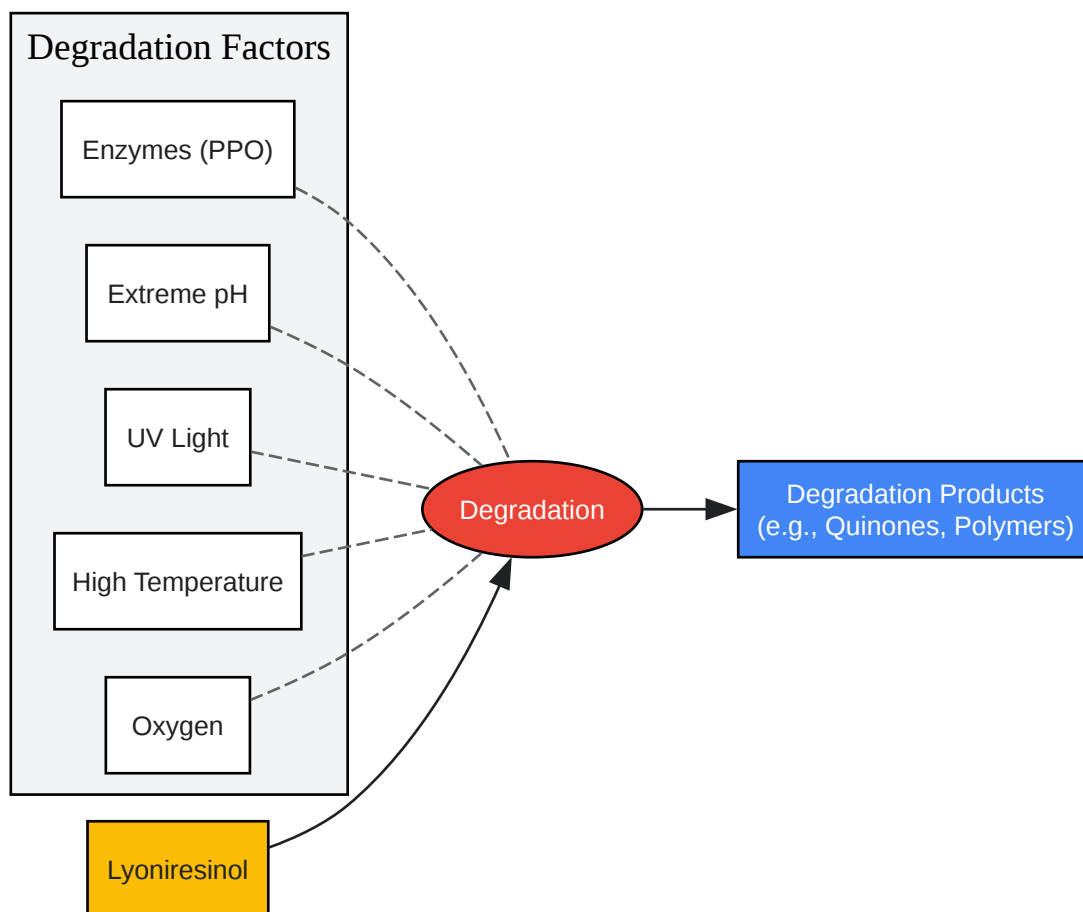 Degradation Factors
Enzymes (PPO)
Extreme pH
UV Light
High Temperature
Oxygen
Lyoniresinol
Degradation
Degradation Products
(e.g., Quinones, Polymers)